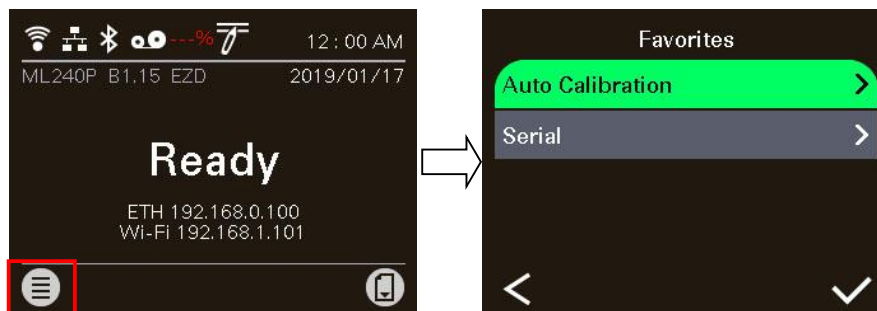 ---% 12:00 AM
ML240P B1.15 EZD 2019/01/17
Ready
ETH 192.168.0.100
Wi-Fi 192.168.1.101
Favorites
Auto Calibration
Serial